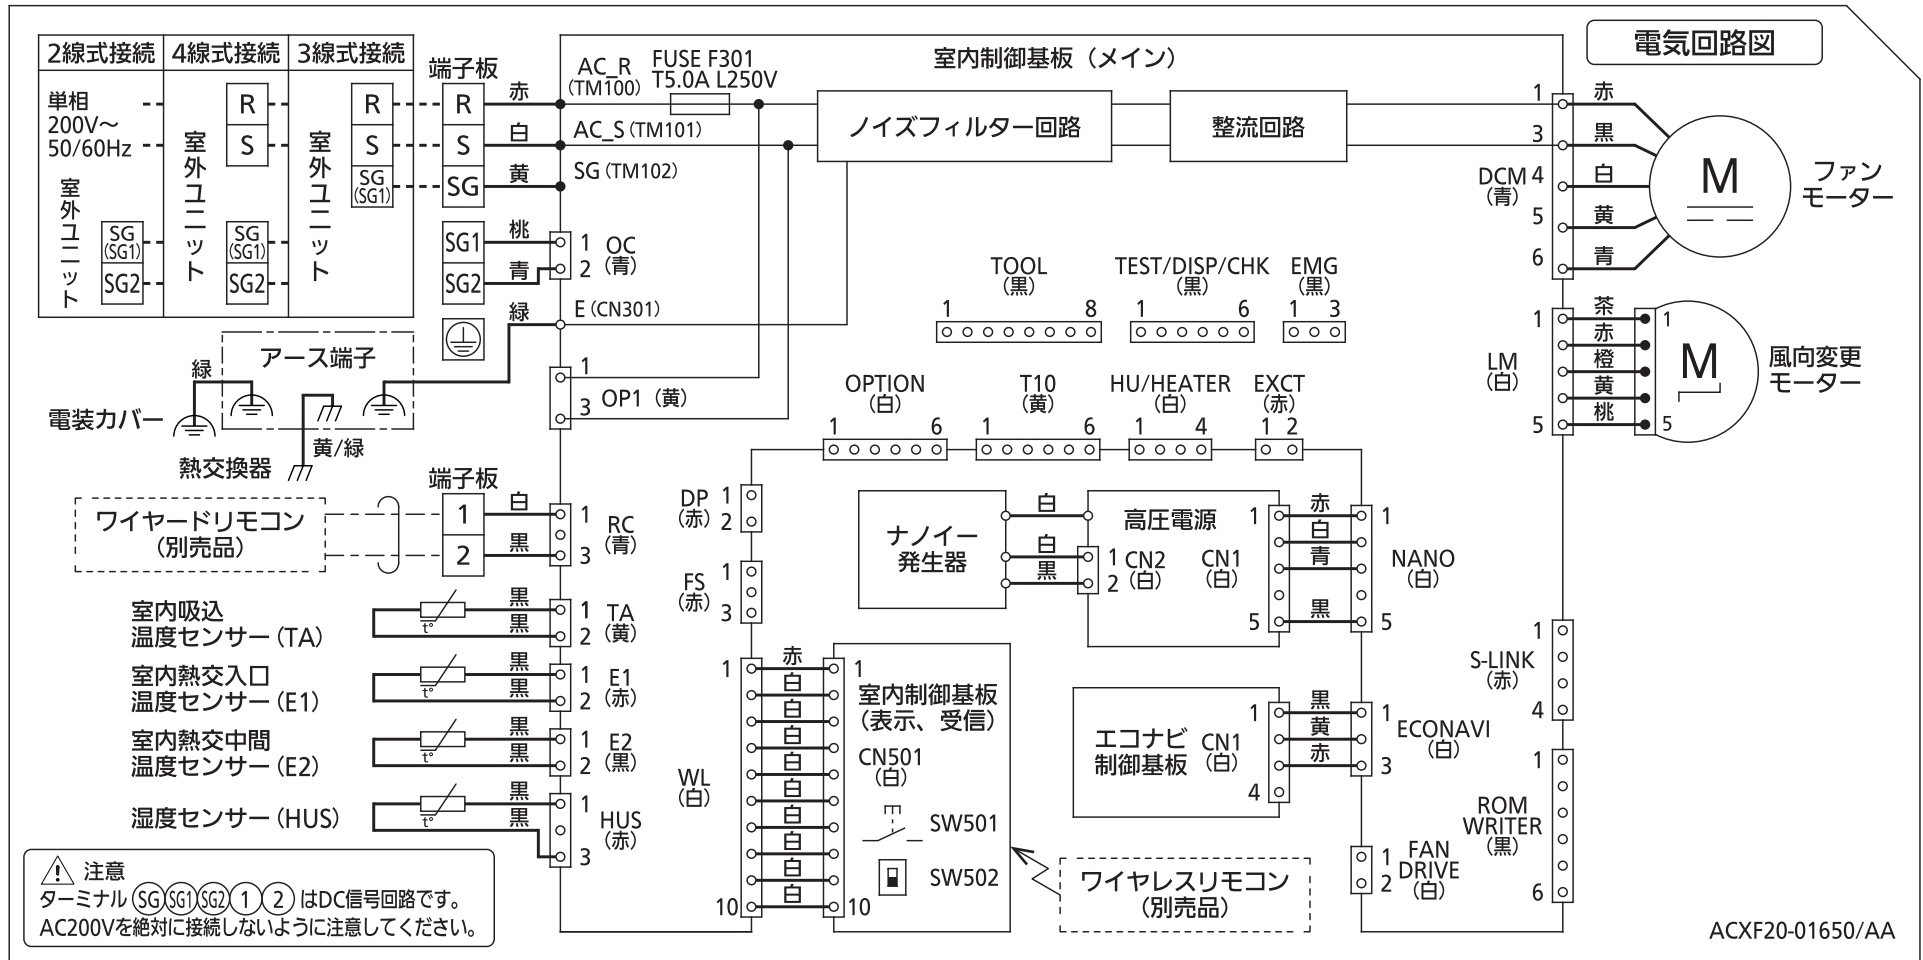 電気回路図
2線式接続
4線式接続
3線式接続
端子板
単相
200V～
50/60Hz
室外ユニット
SG
(SG1)
SG2
R
S
室外ユニット
SG
(SG1)
SG2
R
S
SG
(SG1)
室外ユニット
R
S
SG
SG1
SG2
赤
白
黄
桃
青
緑
AC_R
(TM100)
FUSE F301
T5.0A L250V
AC_S (TM101)
SG (TM102)
1
2
OC
(青)
E (CN301)
1
3
OP1 (黄)
室内制御基板（メイン）
ノイズフィルター回路
整流回路
1
3
4
5
6
DCM
(青)
赤
黒
白
黄
青
M
ファン
モーター
TOOL
(黒)
1
8
TEST/DISP/CHK
(黒)
1
6
EMG
(黒)
1
3
1
5
LM
(白)
茶
赤
橙
黄
桃
1
5
M
風向変更
モーター
アース端子
緑
電装カバー
黄/緑
熱交換器
OPTION
(白)
1
6
T10
(黄)
1
6
HU/HEATER
(白)
1
4
EXCT
(赤)
1
2
端子板
ワイヤードリモコン
(別売品)
1
2
白
黒
1
3
RC
(青)
DP
(赤)
1
2
FS
(赤)
1
3
ナノイー
発生器
白
白
黒
高圧電源
1
2
CN2
(白)
CN1
(白)
1
5
赤
白
青
黒
1
5
NANO
(白)
室内吸込
温度センサー (TA)
t°
黒
黒
1
2
TA
(黄)
室内熱交入口
温度センサー (E1)
t°
黒
黒
1
2
E1
(赤)
室内熱交中間
温度センサー (E2)
t°
黒
黒
1
2
E2
(黒)
湿度センサー (HUS)
t°
黒
黒
1
3
HUS
(赤)
WL
(白)
1
10
赤
白
白
白
白
白
白
白
白
白
1
10
室内制御基板
(表示、受信)
CN501
(白)
SW501
SW502
エコナビ
制御基板
CN1
(白)
1
4
黒
黄
赤
1
3
ECONAVI
(白)
S-LINK
(赤)
1
4
ROM
WRITER
(黒)
1
6
1
2
FAN
DRIVE
(白)
ワイヤレスリモコン
(別売品)
注意
ターミナル SG SG1 SG2 1 2 はDC信号回路です。
AC200Vを絶対に接続しないように注意してください。
ACXF20-01650/AA